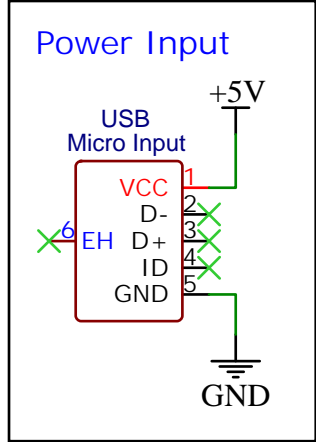 Power Input
+5V
USB
Micro Input
VCC 1
D- 2
D+ 3
6 EH
ID 4
GND 5
GND